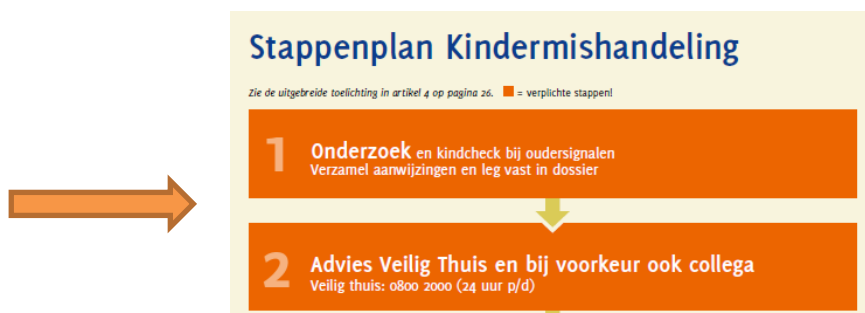 Stappenplan Kindermishandeling
Zie de uitgebreide toelichting in artikel 4 op pagina 26. = verplichte stappen!
1
Onderzoek en kindcheck bij oudersignalen
Verzamel aanwijzingen en leg vast in dossier
2
Advies Veilig Thuis en bij voorkeur ook collega
Veilig thuis: 0800 2000 (24 uur p/d)